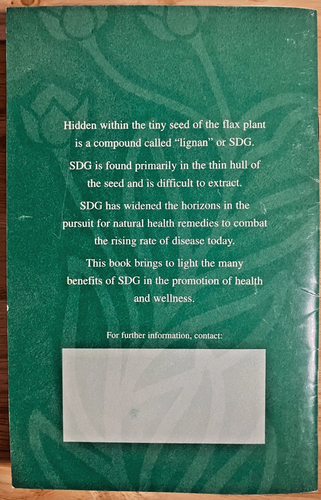 Hidden within the tiny seed of the flax plant
is a compound called “lignan” or SDG.
SDG is found primarily in the thin hull of
the seed and is difficult to extract.
SDG has widened the horizons in the
pursuit for natural health remedies to combat
the rising rate of disease today.
This book brings to light the many
benefits of SDG in the promotion of health
and wellness.
For further information, contact: